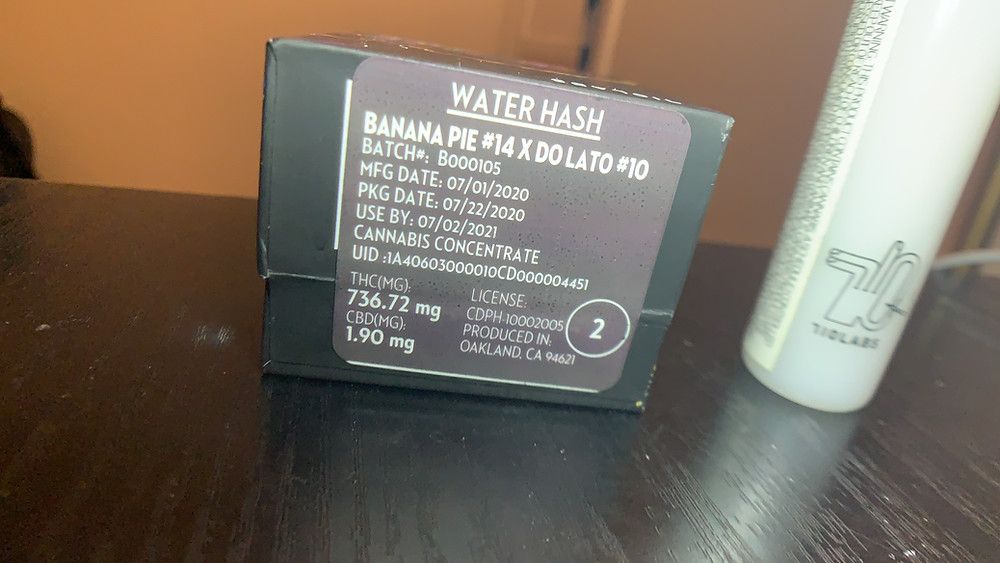 WATER HASH
BANANA PIE #14 X DO LATO #10
BATCH#: B000105
MFG DATE: 07/01/2020
PKG DATE: 07/22/2020
USE BY: 07/02/2021
CANNABIS CONCENTRATE
UID :1A40603000010CD000004451
THC(MG):
736.72 mg
CBD(MG):
1.90 mg
LICENSE:
CDPH 10002005
PRODUCED IN:
OAKLAND, CA 94621
2
710
710LABS